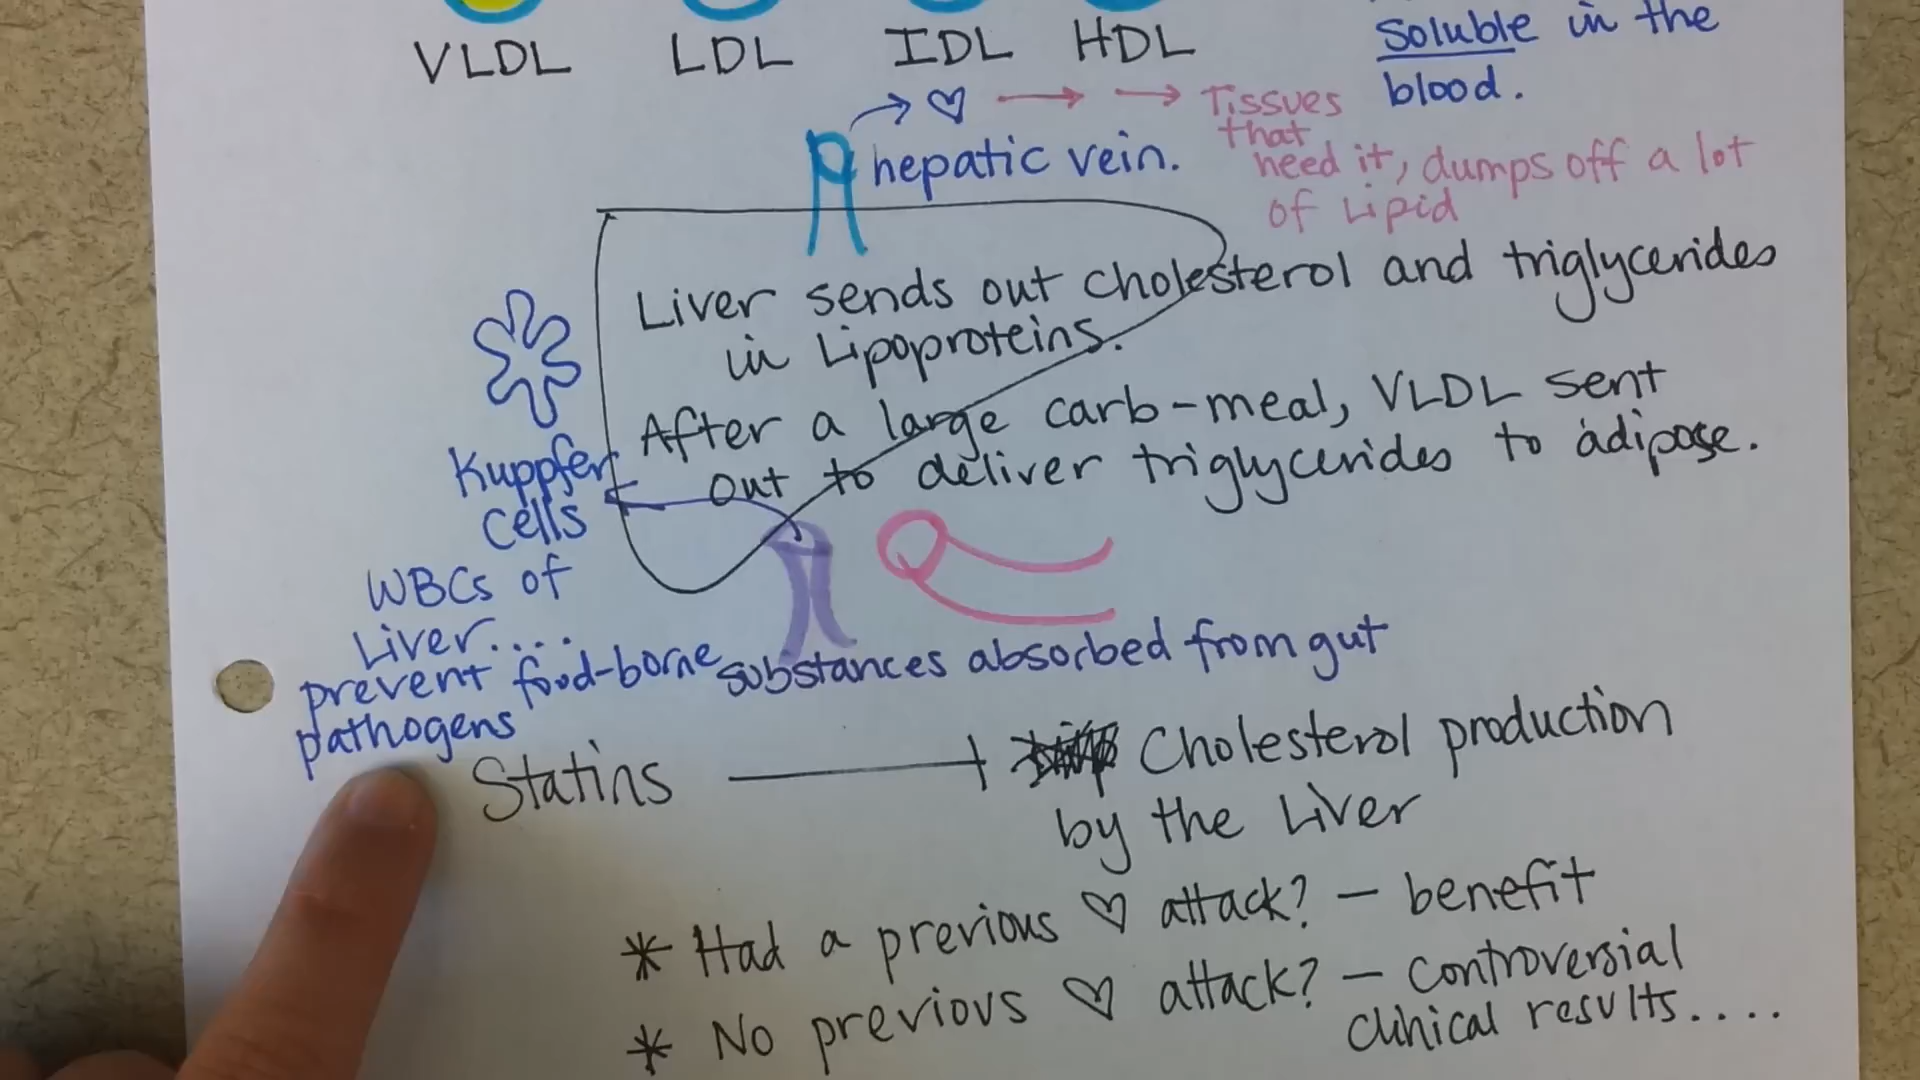 VLDL LDL IDL HDL
soluble in the
blood.
Tissues
that
need it, dumps off a lot
of Lipid
hepatic vein.
Liver sends out cholesterol and triglycerides
in Lipoproteins.
After a large carb-meal, VLDL sent
out to deliver triglycerides to adipose.
Kuppfer
cells
WBCs of
Liver....
prevent food-borne
pathogens
substances absorbed from gut
Statins
Cholesterol production
by the Liver
* Had a previous ♡ attack? - benefit
* No previous ♡ attack? - controversial
clinical results....